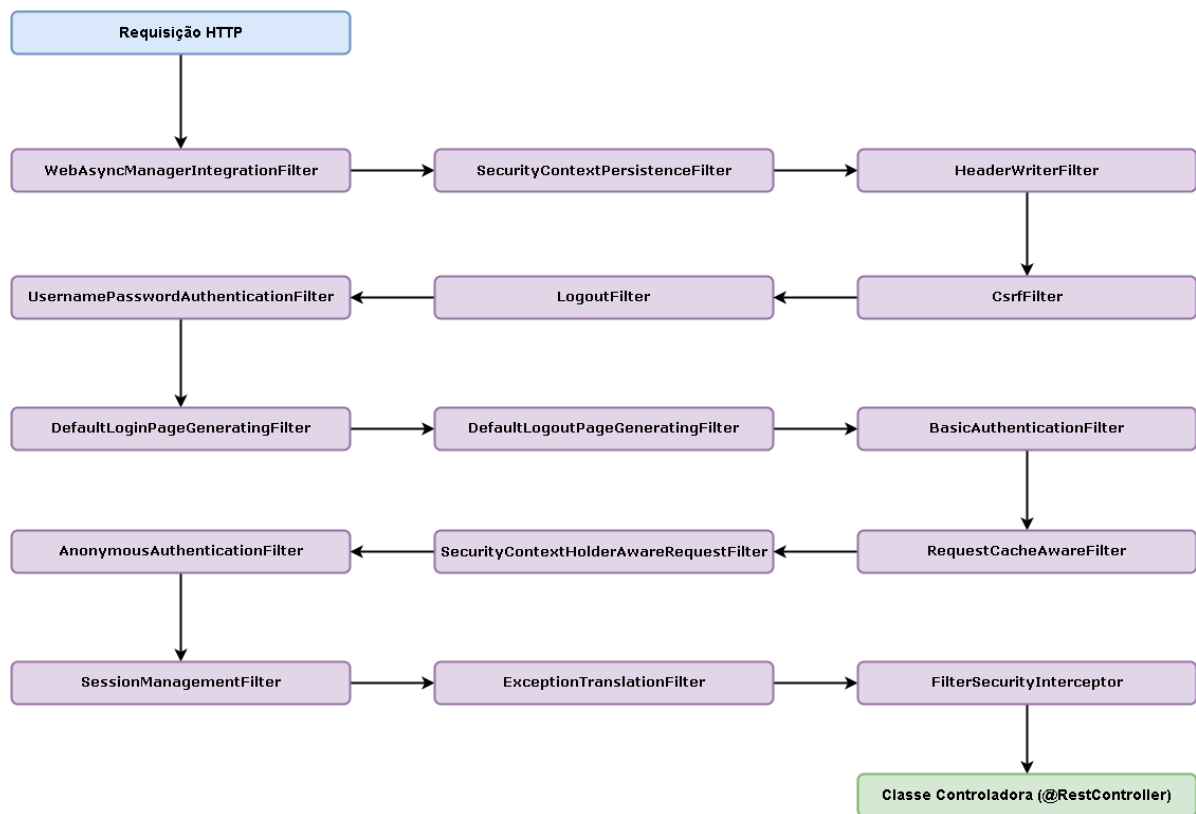 Requisição HTTP
WebAsyncManagerIntegrationFilter
SecurityContextPersistenceFilter
HeaderWriterFilter
UsernamePasswordAuthenticationFilter
LogoutFilter
CsrfFilter
DefaultLoginPageGeneratingFilter
DefaultLogoutPageGeneratingFilter
BasicAuthenticationFilter
AnonymousAuthenticationFilter
SecurityContextHolderAwareRequestFilter
RequestCacheAwareFilter
SessionManagementFilter
ExceptionTranslationFilter
FilterSecurityInterceptor
Classe Controladora (@RestController)